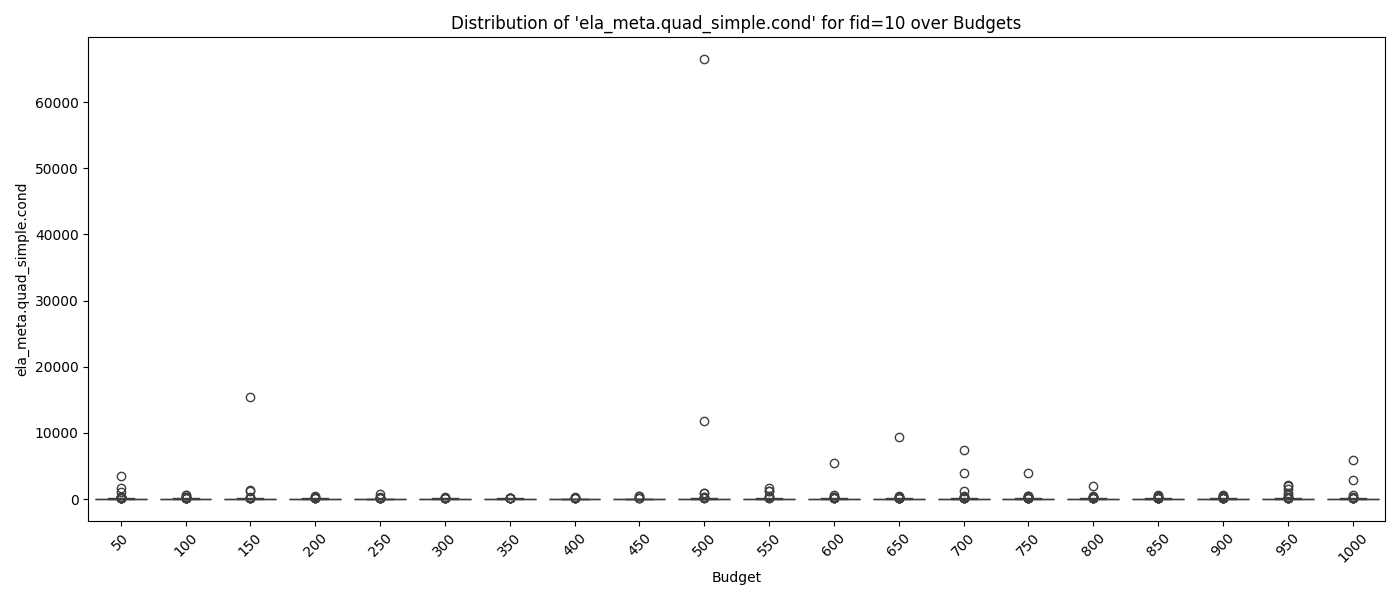 Distribution of 'ela_meta.quad_simple.cond' for fid=10 over Budgets
ela_meta.quad_simple.cond
60000
50000
40000
30000
20000
10000
0
50 100 150 200 250 300 350 400 450 500 550 600 650 700 750 800 850 900 950 1000
Budget